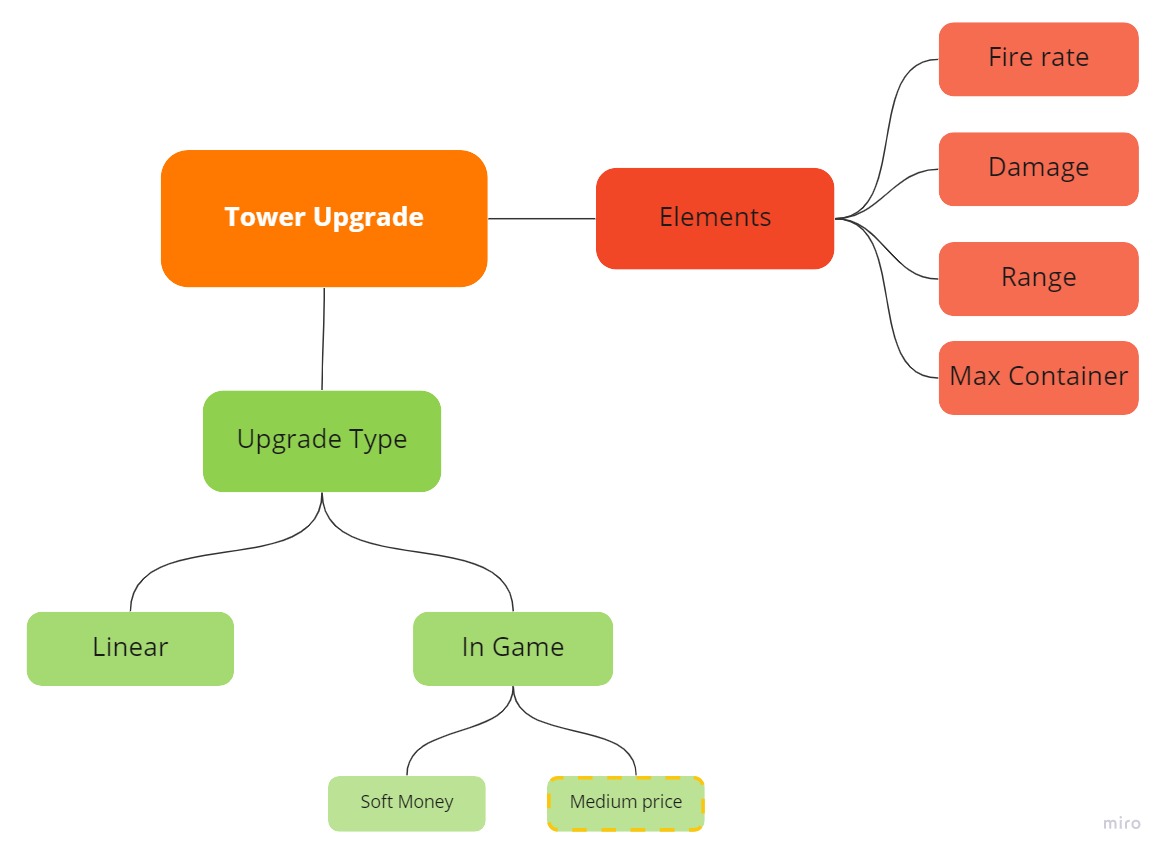 Fire rate
Damage
Tower Upgrade
Elements
Range
Max Container
Upgrade Type
Linear
In Game
Soft Money
Medium price
miro